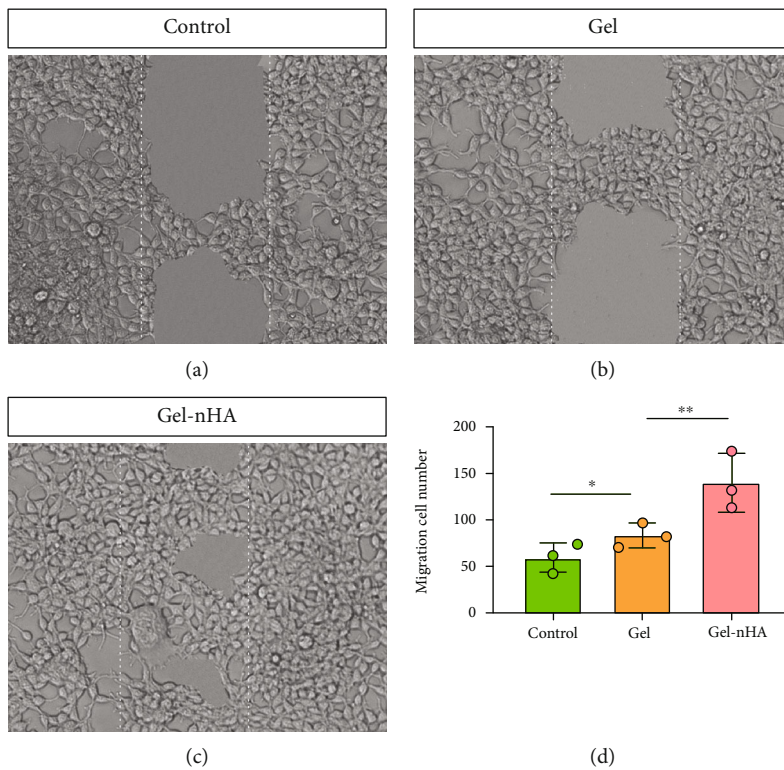 Control
Gel
(a)
(b)
Gel-nHA
(c)
Migration cell number
200
150
100
50
0
*
**
Control
Gel
Gel-nHA
(d)